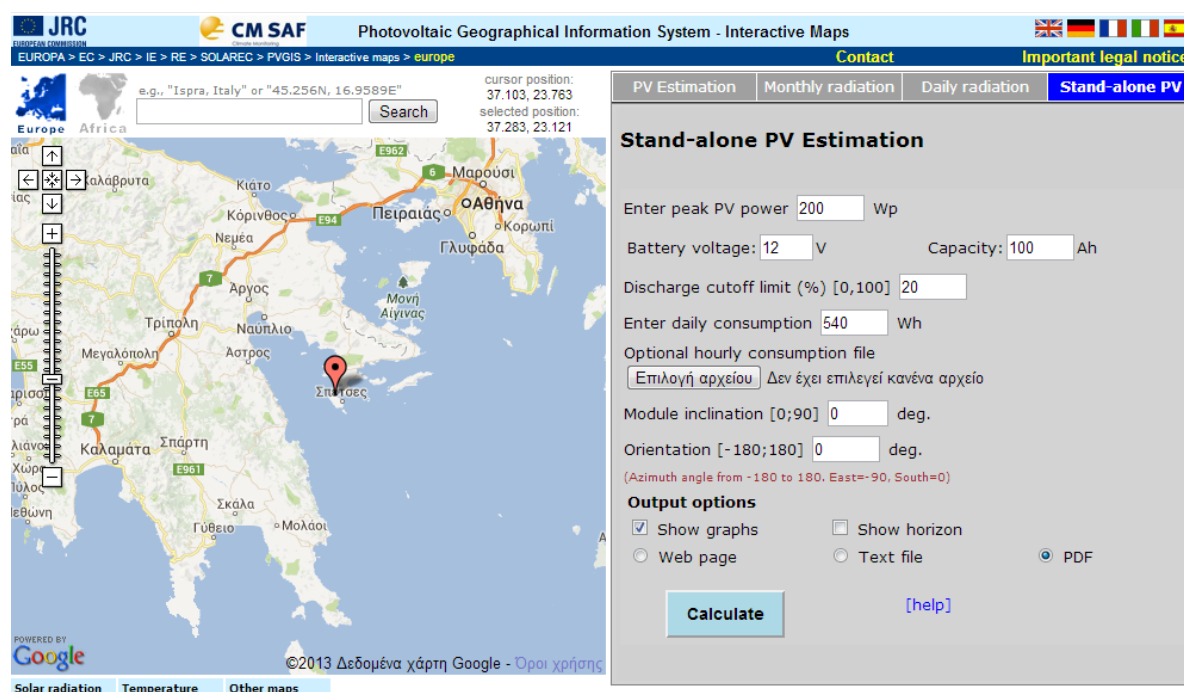 JRC
EUROPEAN COMMISSION
CM SAF
Climate Monitoring
Photovoltaic Geographical Information System - Interactive Maps
EUROPA > EC > JRC > IE > RE > SOLAREC > PVGIS > Interactive maps > europe
Contact
Important legal notice
Europe
Africa
e.g., "Ispra, Italy" or "45.256N, 16.9589E"
Search
cursor position:
37.103, 23.763
selected position:
37.283, 23.121
PV Estimation
Monthly radiation
Daily radiation
Stand-alone PV
Stand-alone PV Estimation
Enter peak PV power 200 Wp
Battery voltage: 12 V Capacity: 100 Ah
Discharge cutoff limit (%) [0,100] 20
Enter daily consumption 540 Wh
Optional hourly consumption file
Επιλογή αρχείου Δεν έχει επιλεγεί κανένα αρχείο
Module inclination [0;90] 0 deg.
Orientation [-180;180] 0 deg.
(Azimuth angle from -180 to 180. East=-90, South=0)
Output options
Show graphs Show horizon
Web page Text file PDF
Calculate [help]
E962
6 Μαρούσι
Κιάτο
Αθήνα
Πειραιάς
Κόρινθος E94
Κορωπί
Νεμέα
Γλυφάδα
7
Άργος
Μονή
Αίγινας
Τρίπολη
Ναύπλιο
Μεγαλόπολη
Άστρος
E55
E65
Σπέτσες
7
Καλαμάτα
Σπάρτη
E961
Σκάλα
Γύθειο
Μολάοι
POWERED BY
Google
©2013 Δεδομένα χάρτη Google - Όροι χρήσης
Solar radiation Temperature Other maps